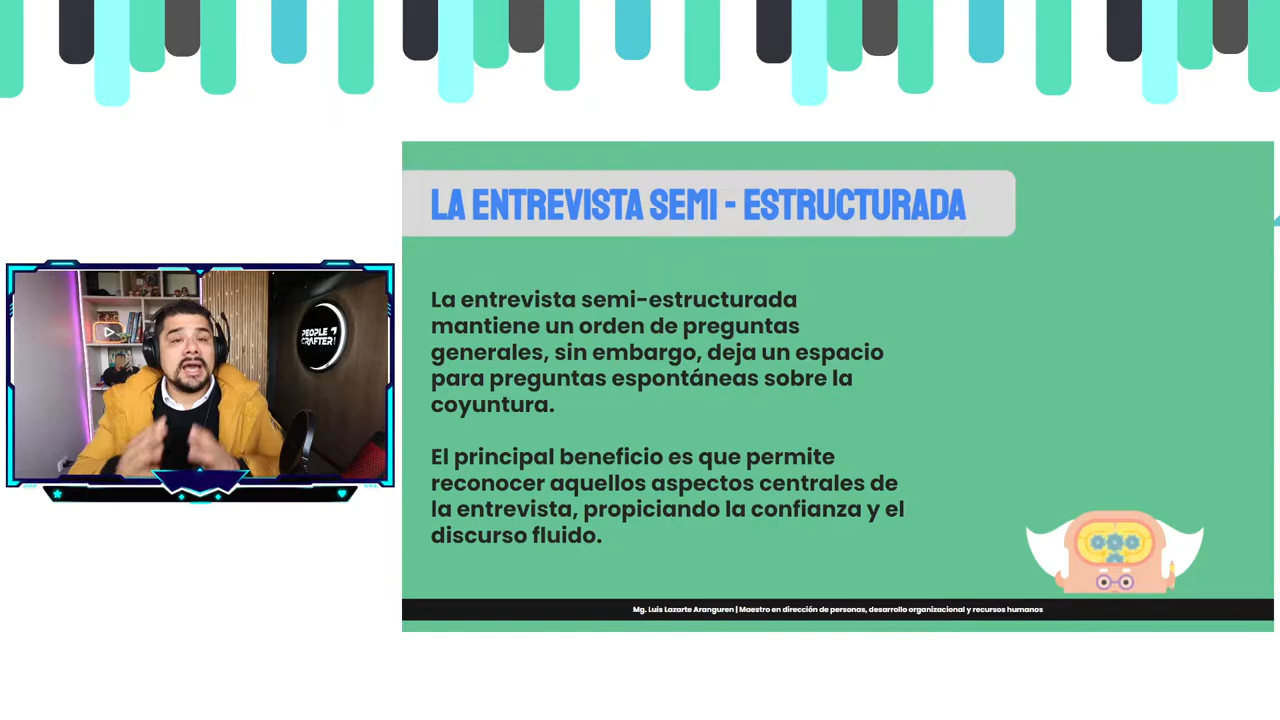 LA ENTREVISTA SEMI - ESTRUCTURADA
La entrevista semi-estructurada
mantiene un orden de preguntas
generales, sin embargo, deja un espacio
para preguntas espontáneas sobre la
coyuntura.
El principal beneficio es que permite
reconocer aquellos aspectos centrales de
la entrevista, propiciando la confianza y el
discurso fluido.
PEOPLE
CRAFTER
Mg. Luis Lazarte Aranguren | Maestro en dirección de personas, desarrollo organizacional y recursos humanos